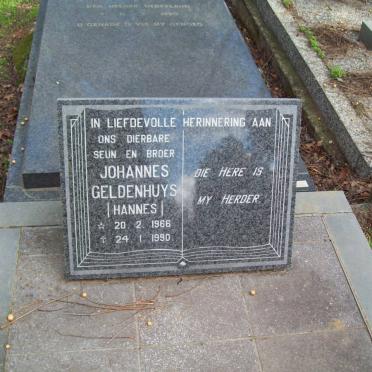 IN LIEFDEVOLLE HERINNERING AAN
ONS DIERBARE
SEUN EN BROER
JOHANNES
GELDENHUYS
[HANNES]
☆ 20. 2. 1966
✝ 24. 1. 1990
DIE HERE IS
MY HERDER